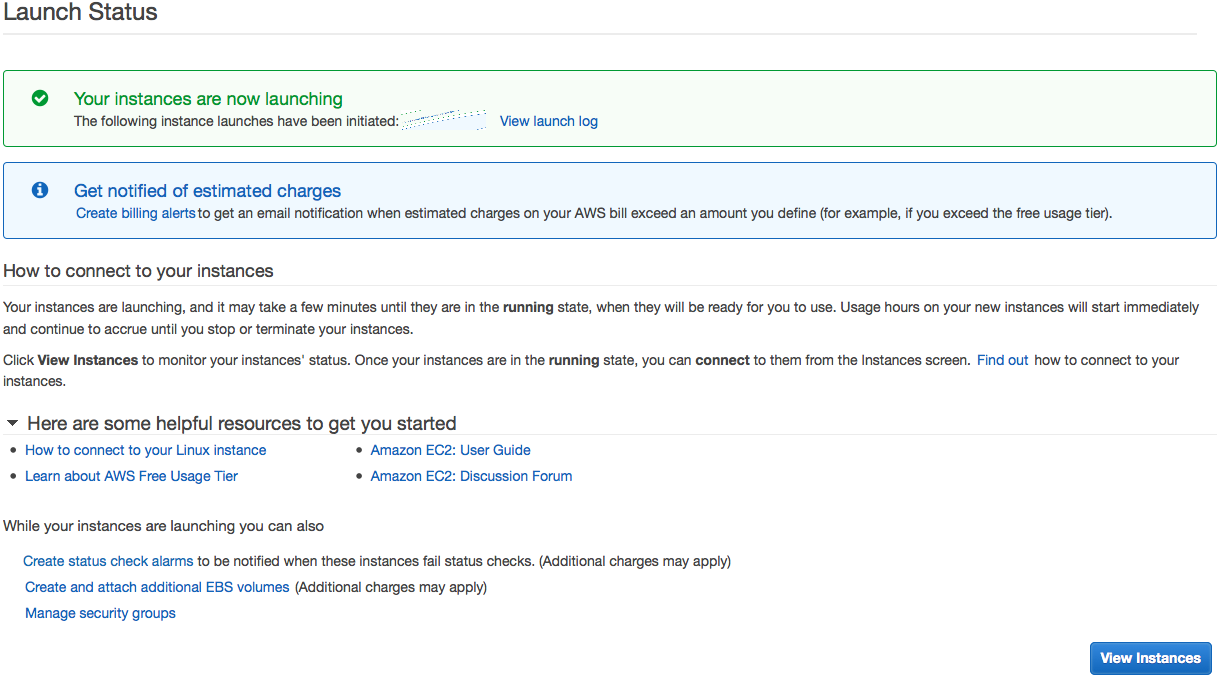 Launch Status
Your instances are now launching
The following instance launches have been initiated: View launch log
Get notified of estimated charges
Create billing alerts to get an email notification when estimated charges on your AWS bill exceed an amount you define (for example, if you exceed the free usage tier).
How to connect to your instances
Your instances are launching, and it may take a few minutes until they are in the running state, when they will be ready for you to use. Usage hours on your new instances will start immediately
and continue to accrue until you stop or terminate your instances.
Click View Instances to monitor your instances' status. Once your instances are in the running state, you can connect to them from the Instances screen. Find out how to connect to your
instances.
Here are some helpful resources to get you started
• How to connect to your Linux instance • Amazon EC2: User Guide
• Learn about AWS Free Usage Tier • Amazon EC2: Discussion Forum
While your instances are launching you can also
Create status check alarms to be notified when these instances fail status checks. (Additional charges may apply)
Create and attach additional EBS volumes (Additional charges may apply)
Manage security groups
View Instances